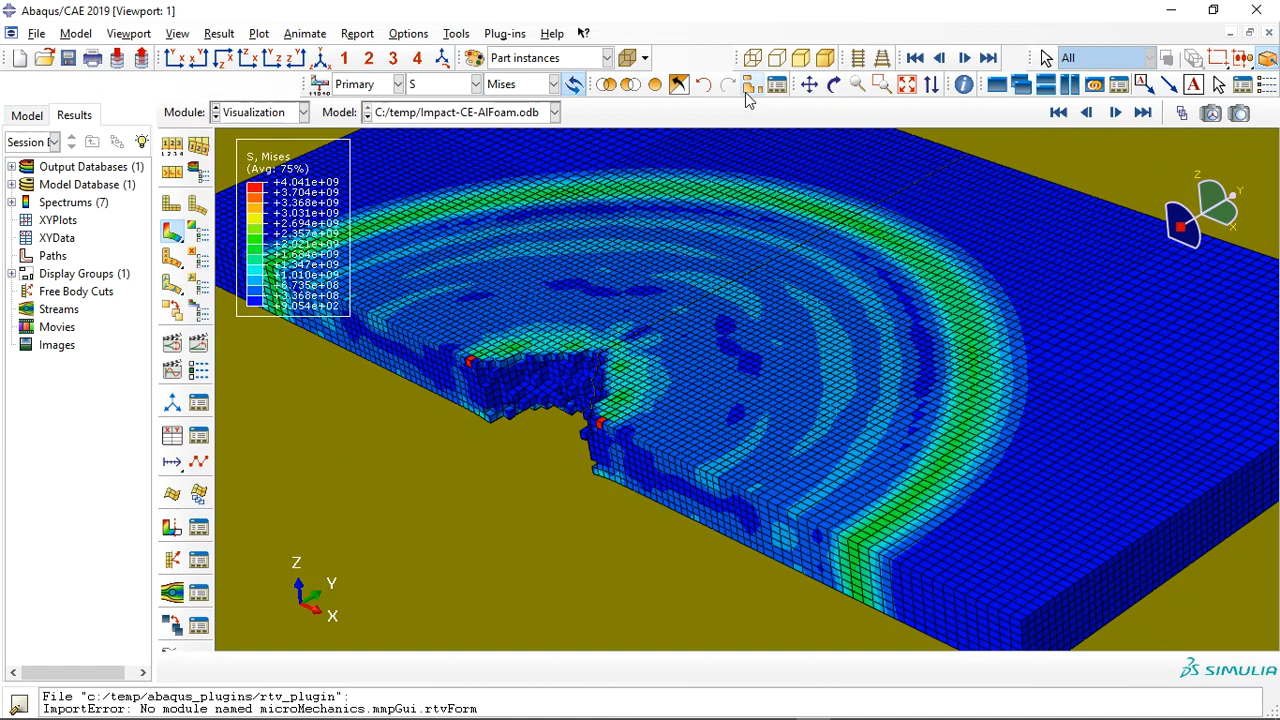 Abaqus/CAE 2019 [Viewport: 1]
File Model Viewport View Result Plot Animate Report Options Tools Plug-ins Help
1 2 3 4 Part instances All
Primary S Mises
Model Results Module: Visualization Model: C:/temp/Impact-CE-AlFoam.odb
Session
Output Databases (1)
Model Database (1)
Spectrums (7)
XYPlots
XYData
Paths
Display Groups (1)
Free Body Cuts
Streams
Movies
Images
S, Mises
(Avg: 75%)
+4.041e+09
+3.704e+09
+3.368e+09
+3.031e+09
+2.694e+09
+2.357e+09
+2.021e+09
+1.684e+09
+1.347e+09
+1.010e+09
+6.735e+08
+3.368e+08
Z
Y
X
Z
Y
X
SIMULIA
File "c:/temp/abaqus_plugins/rtv_plugin":
ImportError: No module named microMechanics.mmpGui.rtvForm